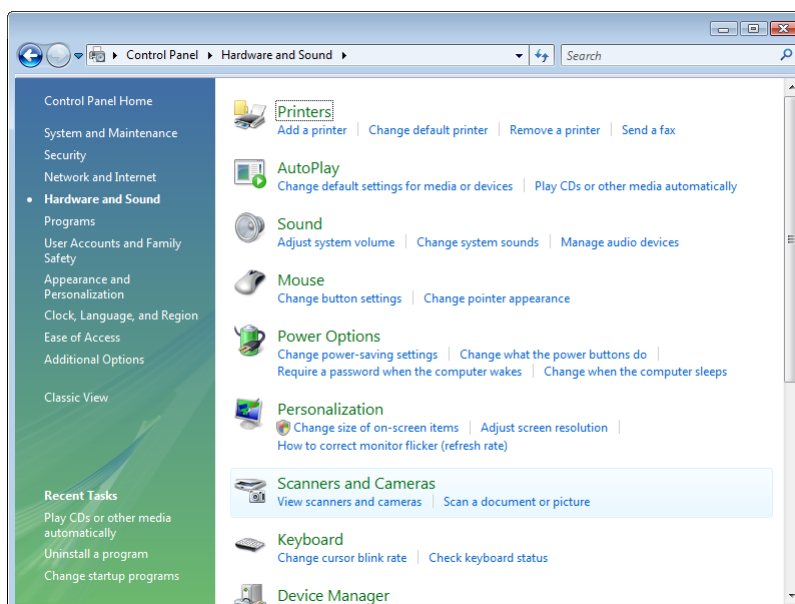 Control Panel Hardware and Sound Search
Control Panel Home
System and Maintenance
Security
Network and Internet
Hardware and Sound
Programs
User Accounts and Family
Safety
Appearance and
Personalization
Clock, Language, and Region
Ease of Access
Additional Options
Classic View
Recent Tasks
Play CDs or other media
automatically
Uninstall a program
Change startup programs
Printers
Add a printer Change default printer Remove a printer Send a fax
AutoPlay
Change default settings for media or devices Play CDs or other media automatically
Sound
Adjust system volume Change system sounds Manage audio devices
Mouse
Change button settings Change pointer appearance
Power Options
Change power-saving settings Change what the power buttons do
Require a password when the computer wakes Change when the computer sleeps
Personalization
Change size of on-screen items Adjust screen resolution
How to correct monitor flicker (refresh rate)
Scanners and Cameras
View scanners and cameras Scan a document or picture
Keyboard
Change cursor blink rate Check keyboard status
Device Manager